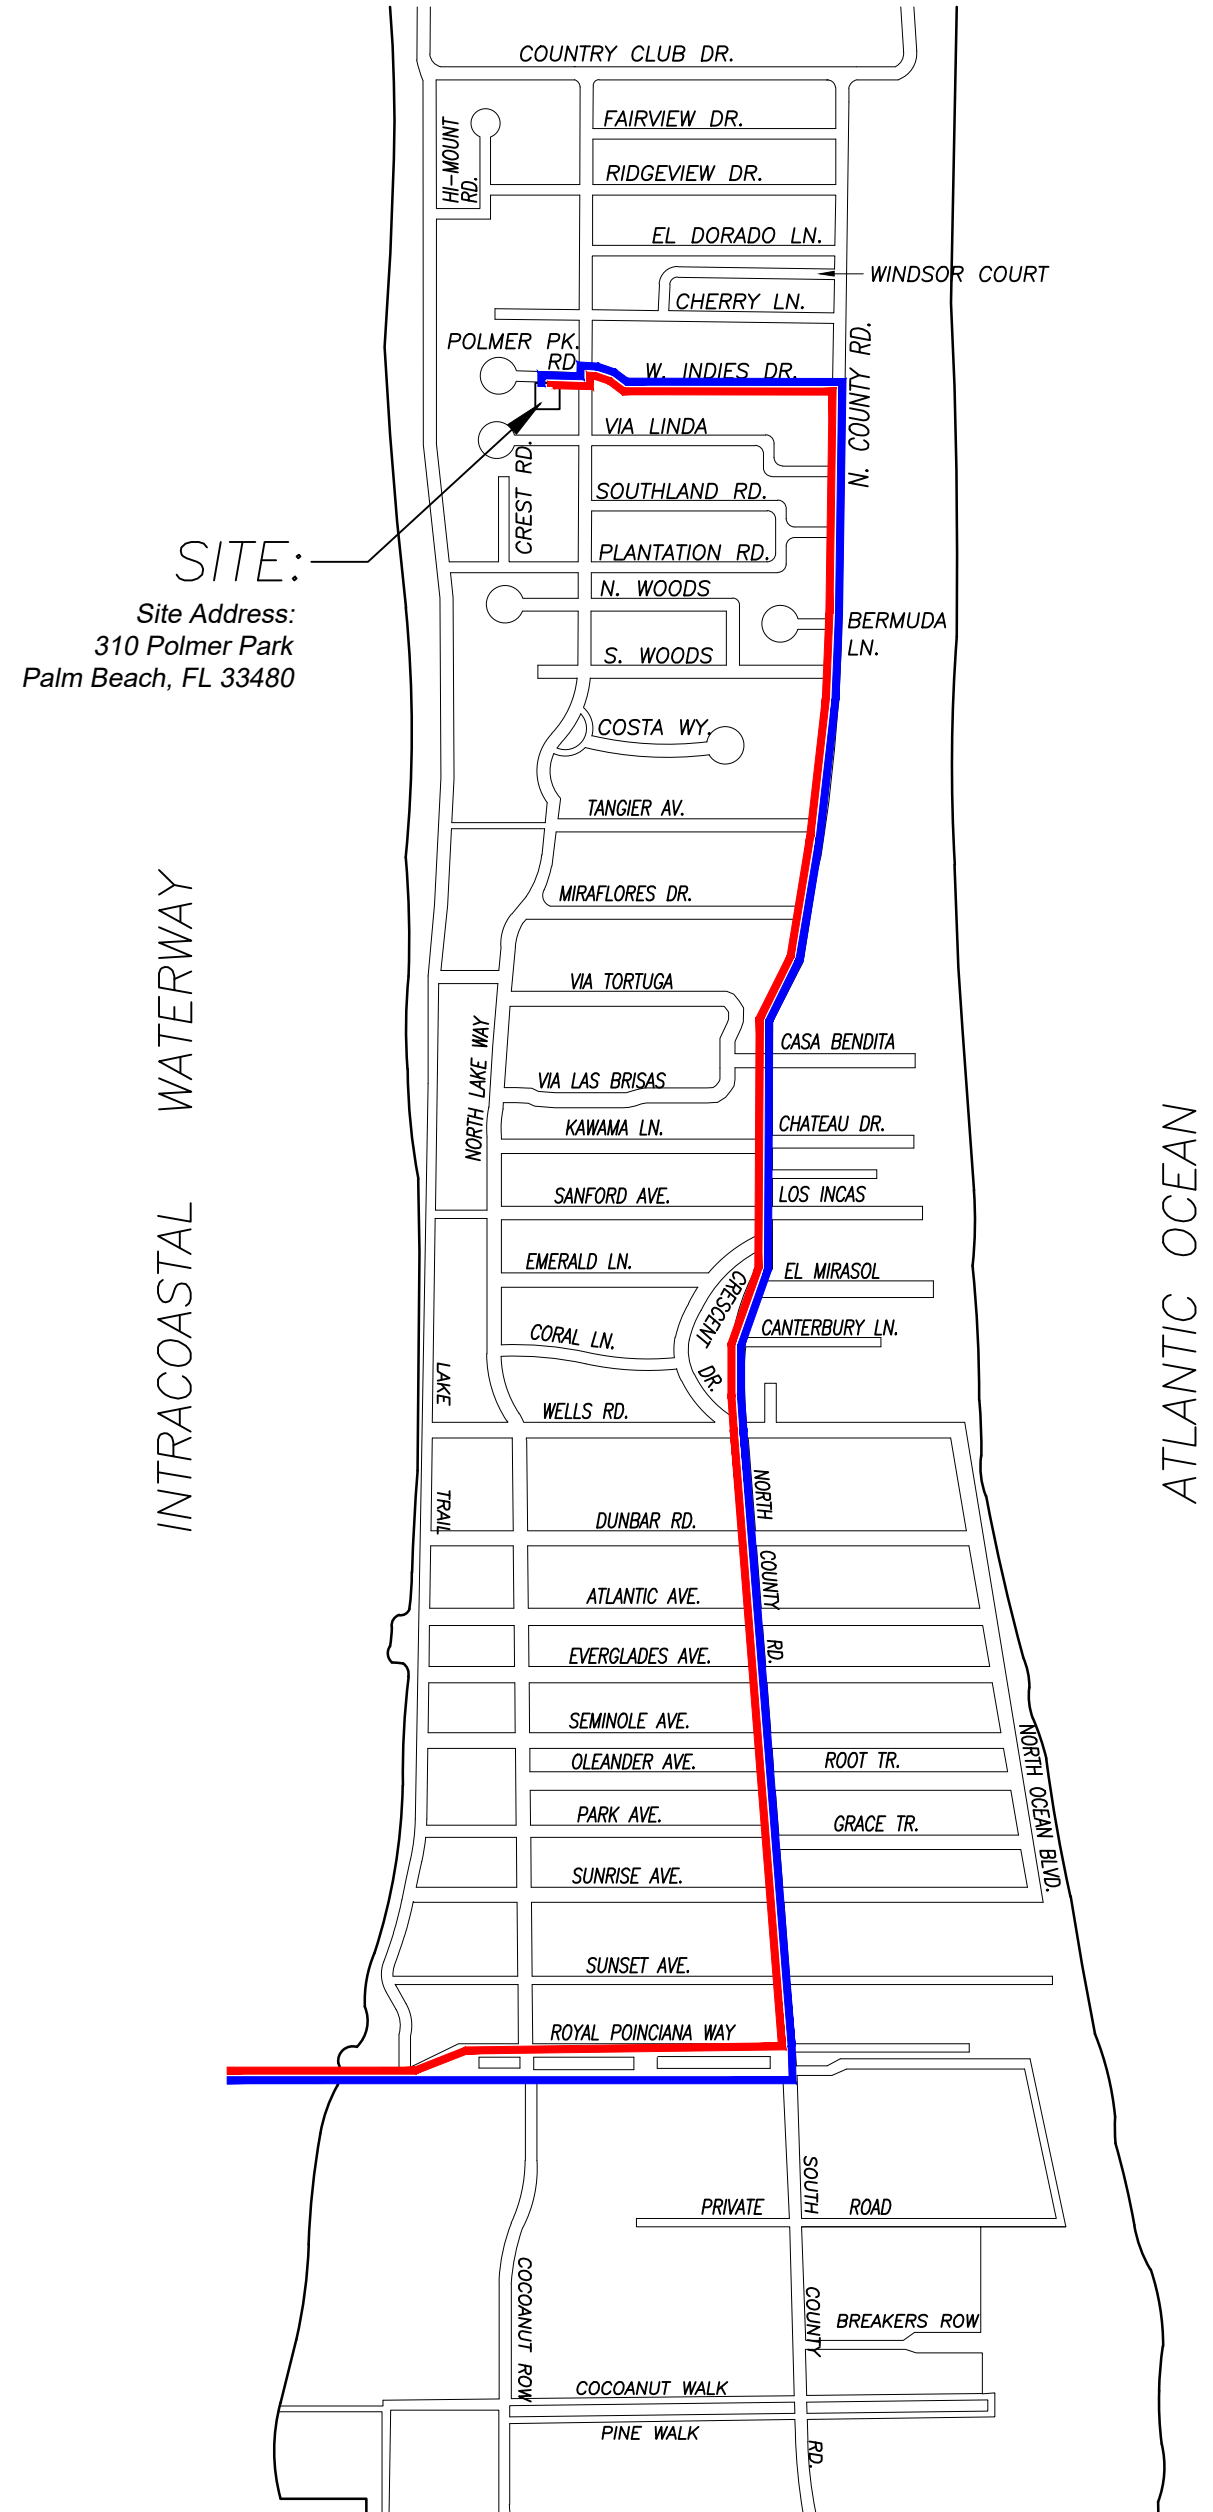 COUNTRY CLUB DR.
FAIRVIEW DR.
HI-MOUNT
RD.
RIDGEVIEW DR.
EL DORADO LN.
WINDSOR COURT
CHERRY LN.
POLMER PK.
RD.
W. INDIES DR.
N. COUNTY RD.
VIA LINDA
CREST RD.
SOUTHLAND RD.
SITE:
Site Address:
310 Polmer Park
Palm Beach, FL 33480
PLANTATION RD.
N. WOODS
BERMUDA
LN.
S. WOODS
COSTA WY.
TANGIER AV.
MIRAFLORES DR.
INTRACOASTAL WATERWAY
VIA TORTUGA
NORTH LAKE WAY
CASA BENDITA
VIA LAS BRISAS
KAWAMA LN.
CHATEAU DR.
ATLANTIC OCEAN
SANFORD AVE.
LOS INCAS
EMERALD LN.
EL MIRASOL
CRESCENT
DR.
CORAL LN.
CANTERBURY LN.
LAKE
TRAIL
WELLS RD.
NORTH
COUNTY
RD.
DUNBAR RD.
ATLANTIC AVE.
EVERGLADES AVE.
SEMINOLE AVE.
NORTH OCEAN BLVD.
OLEANDER AVE.
ROOT TR.
PARK AVE.
GRACE TR.
SUNRISE AVE.
SUNSET AVE.
ROYAL POINCIANA WAY
SOUTH
COUNTY
RD.
PRIVATE ROAD
COCOANUT ROW
BREAKERS ROW
COCOANUT WALK
PINE WALK